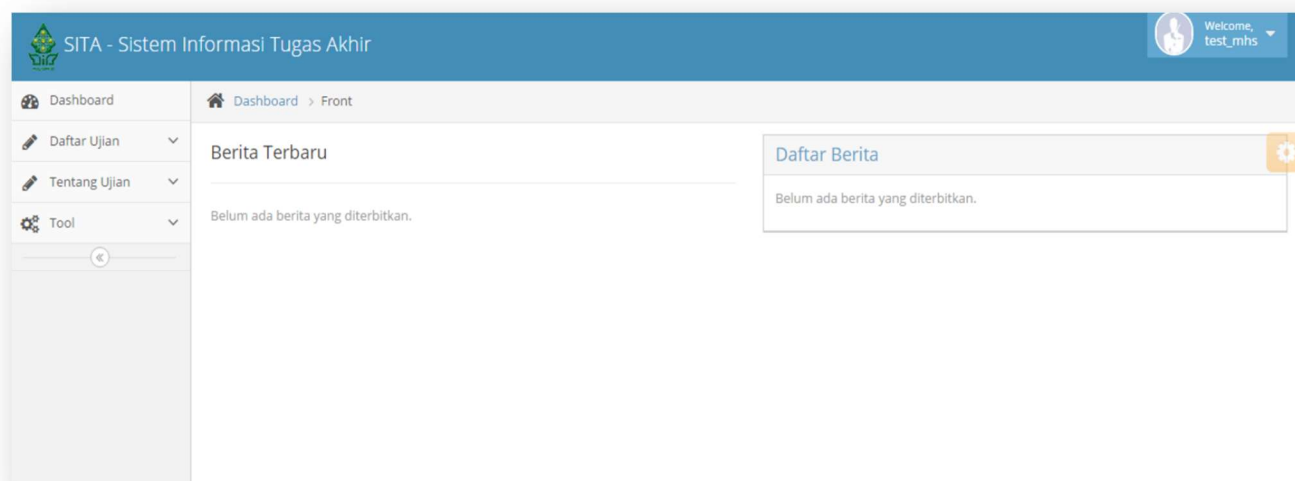 SITA - Sistem Informasi Tugas Akhir
Welcome,
test_mhs
Dashboard
Daftar Ujian
Tentang Ujian
Tool
Dashboard > Front
Berita Terbaru
Belum ada berita yang diterbitkan.
Daftar Berita
Belum ada berita yang diterbitkan.